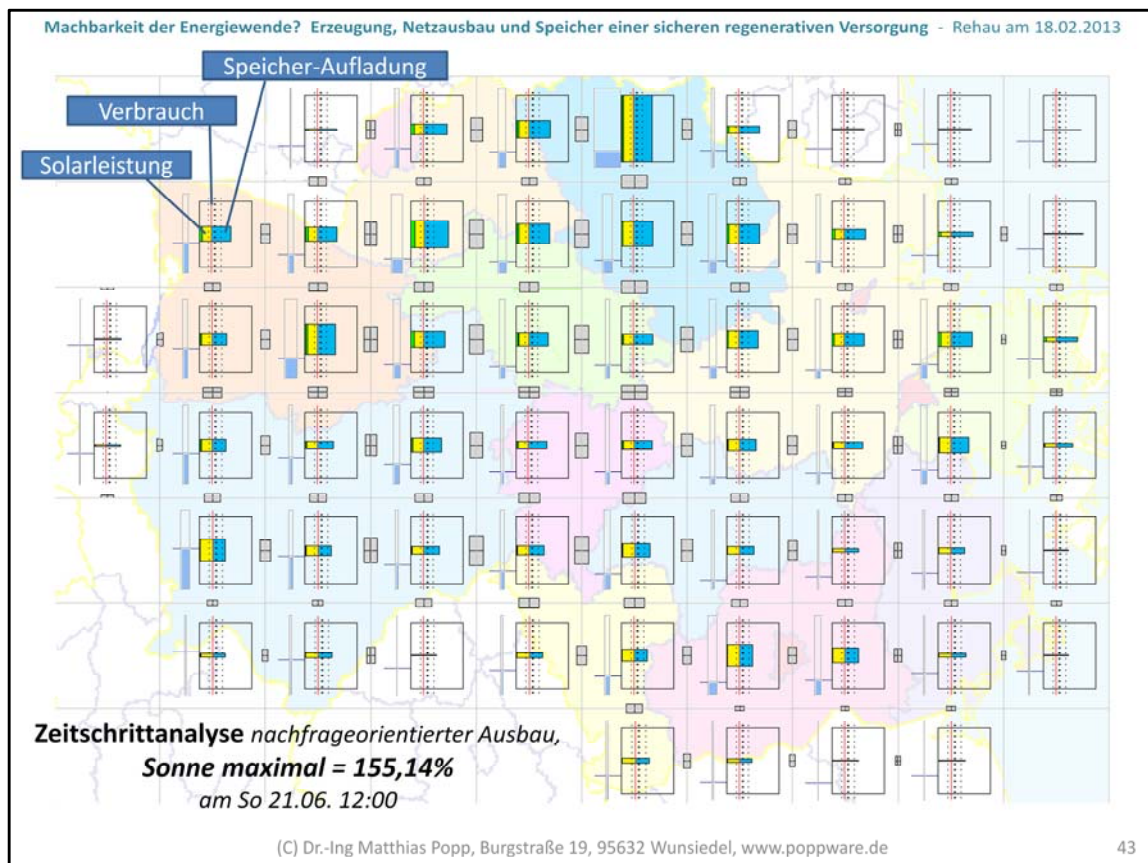 Machbarkeit der Energiewende? Erzeugung, Netzausbau und Speicher einer sicheren regenerativen Versorgung - Rehau am 18.02.2013
Speicher-Aufladung
Verbrauch
Solarleistung
Zeitschrittanalyse nachfrageorientierter Ausbau,
Sonne maximal = 155,14%
am So 21.06. 12:00
(C) Dr.-Ing Matthias Popp, Burgstraße 19, 95632 Wunsiedel, www.poppware.de
43